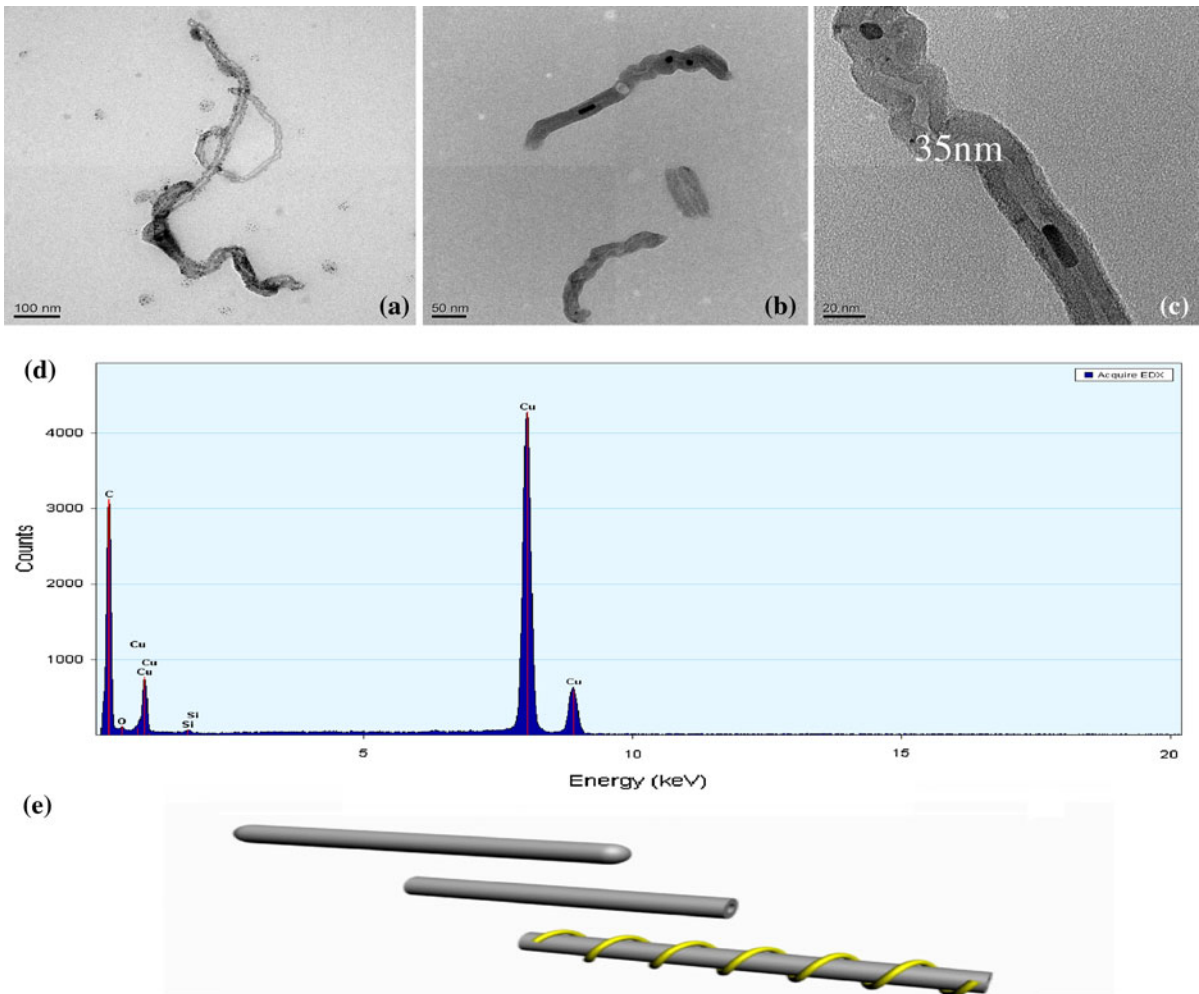 35nm
100 nm
(a)
50 nm
(b)
20 nm
(c)
(d)
Acquire EDX
Cu
4000
C
3000
Counts
2000
Cu
1000
Cu
Cu
Cu
Si
O
Si
5
10
15
20
Energy (keV)
(e)